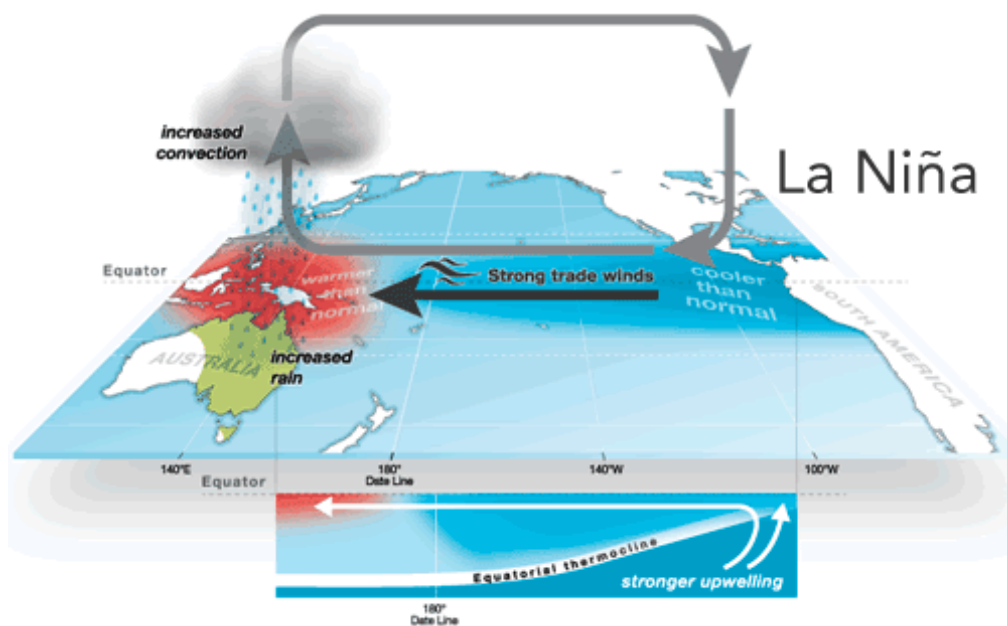 increased
convection
La Niña
Equator
warmer
than
normal
Strong trade winds
cooler
than
normal
SOUTH AMERICA
AUSTRALIA
increased
rain
140°E
180°
Date Line
140°W
100°W
Equator
Equatorial thermocline
stronger upwelling
180°
Date Line